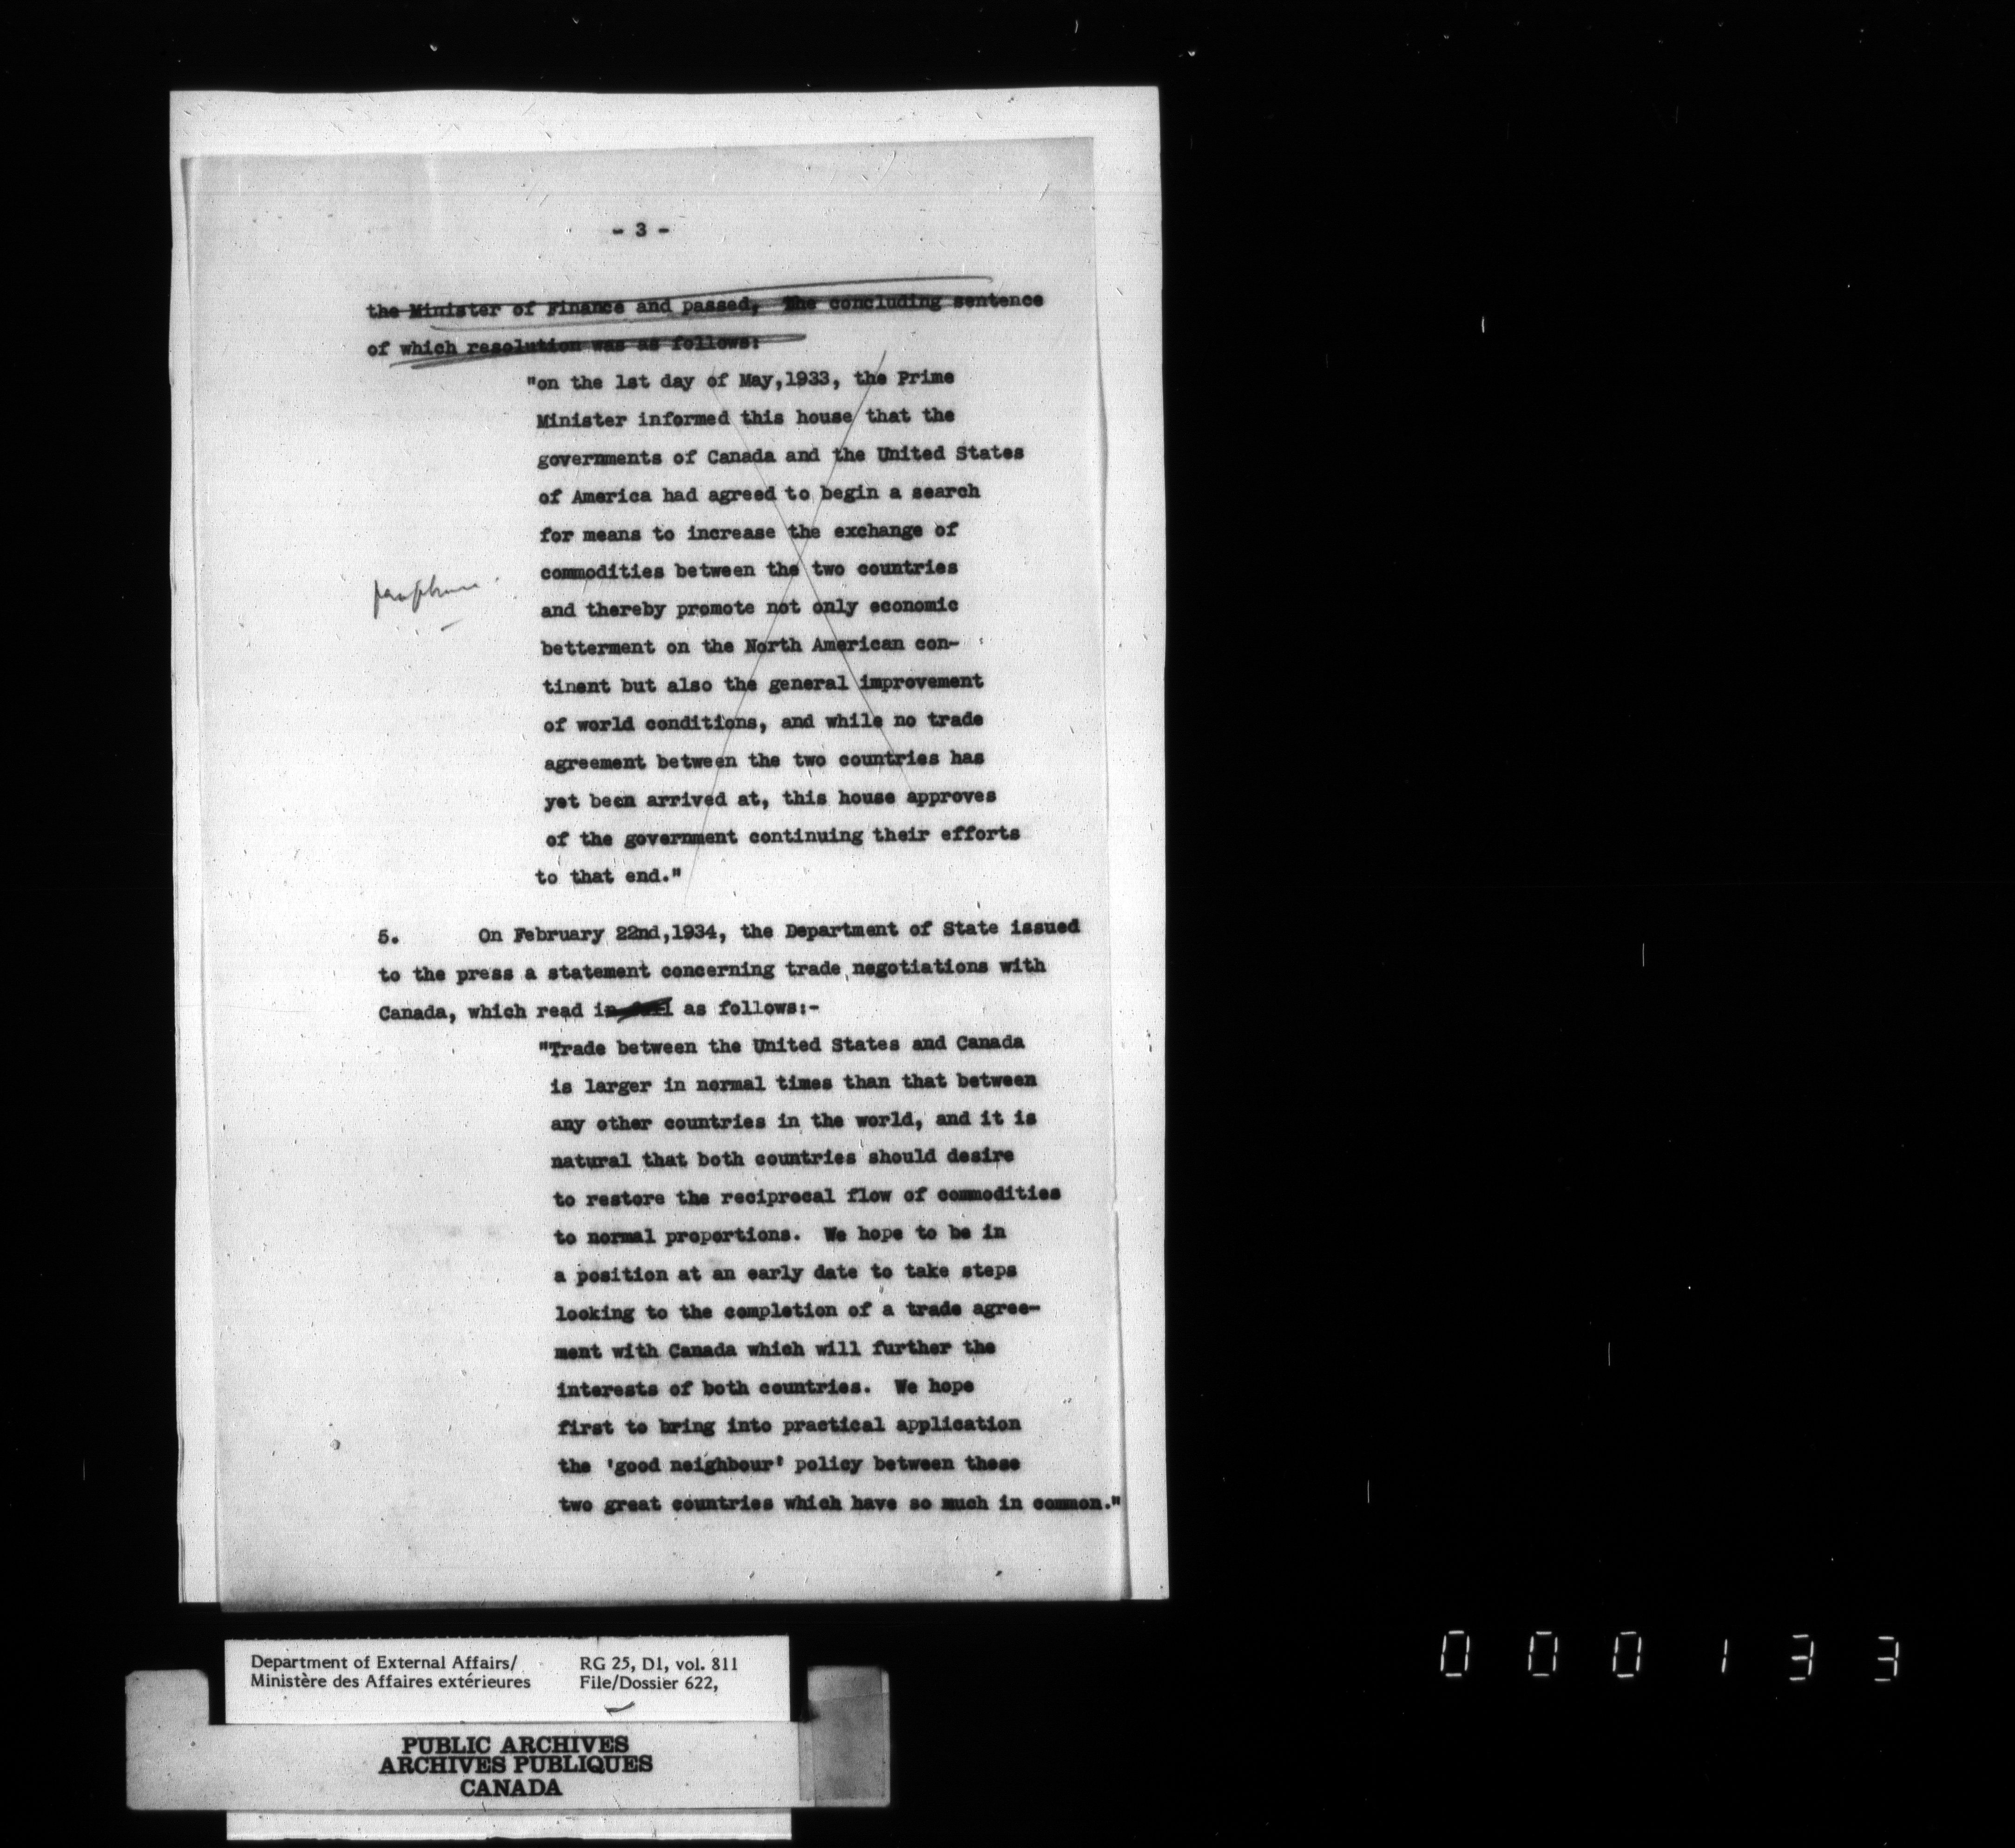 - 3 -
the Minister of Finance and passed, The concluding sentence
of which resolution was as follows:
"on the 1st day of May,1933, the Prime
Minister informed this house that the
governments of Canada and the United States
of America had agreed to begin a search
for means to increase the exchange of
commodities between the two countries
and thereby promote not only economic
betterment on the North American con-
tinent but also the general improvement
of world conditions, and while no trade
agreement between the two countries has
yet been arrived at, this house approves
of the government continuing their efforts
to that end."
5. On February 22nd,1934, the Department of State issued
to the press a statement concerning trade negotiations with
Canada, which read in full as follows:-
"Trade between the United States and Canada
is larger in normal times than that between
any other countries in the world, and it is
natural that both countries should desire
to restore the reciprocal flow of commodities
to normal proportions. We hope to be in
a position at an early date to take steps
looking to the completion of a trade agree-
ment with Canada which will further the
interests of both countries. We hope
first to bring into practical application
the 'good neighbour' policy between these
two great countries which have so much in common."
Department of External Affairs/ RG 25, D1, vol. 811
Ministère des Affaires extérieures File/Dossier 622,
PUBLIC ARCHIVES
ARCHIVES PUBLIQUES
CANADA
000133